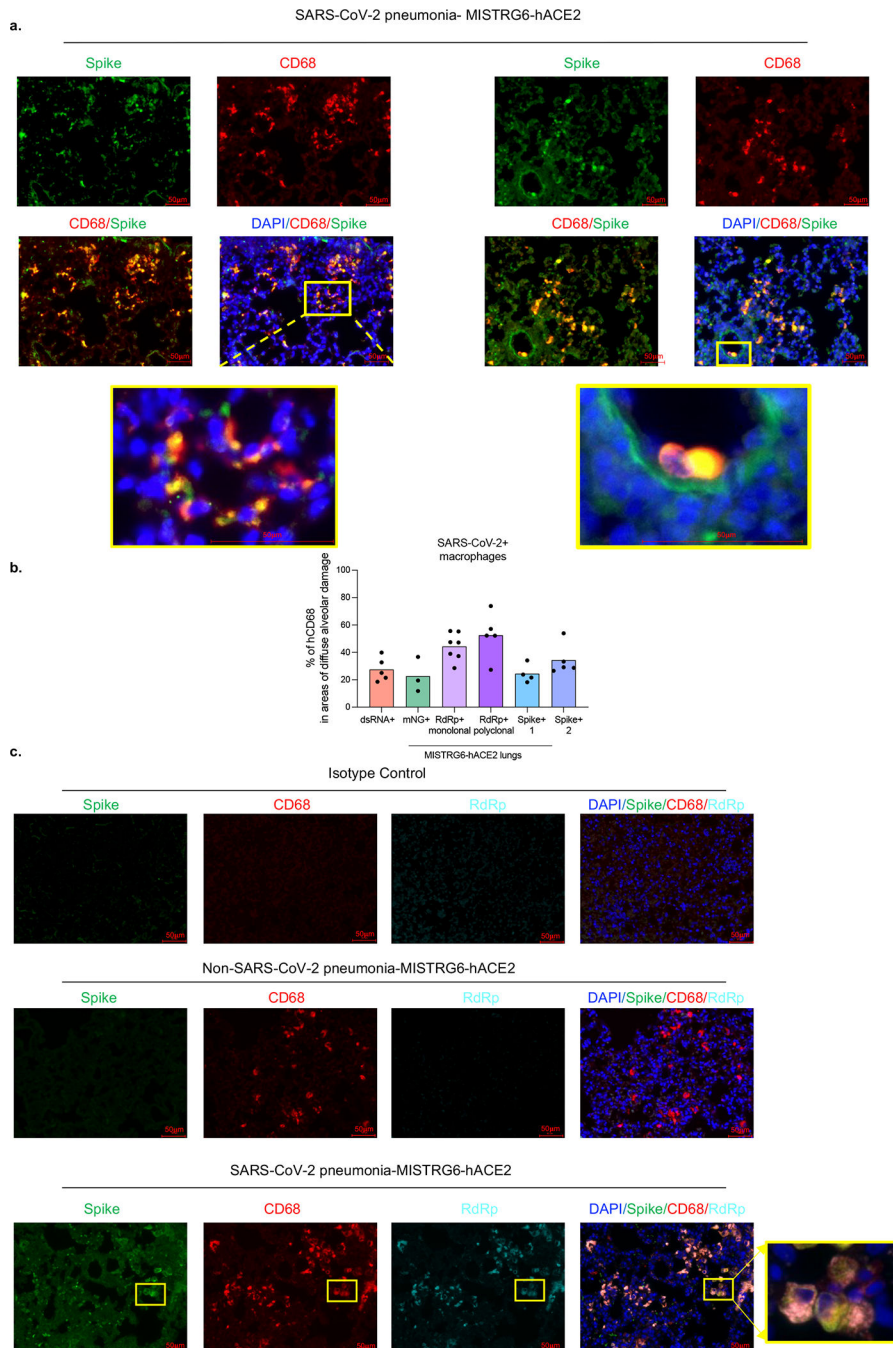 SARS-CoV-2 pneumonia- MISTRG6-hACE2
a.
Spike CD68 Spike CD68
50μm 50μm 50μm 50μm
CD68/Spike DAPI/CD68/Spike CD68/Spike DAPI/CD68/Spike
50μm 50μm 50μm 50μm
50μm 50μm
b.
SARS-CoV-2+
macrophages
% of hCD68
in areas of diffuse alveolar damage
100
80
60
40
20
0
dsRNA+ mNG+ RdRp+ RdRp+ Spike+ Spike+
monolonal polyclonal 1 2
MISTRG6-hACE2 lungs
c.
Isotype Control
Spike CD68 RdRp DAPI/Spike/CD68/RdRp
50μm 50μm 50μm 50μm
Non-SARS-CoV-2 pneumonia-MISTRG6-hACE2
Spike CD68 RdRp DAPI/Spike/CD68/RdRp
50μm 50μm 50μm 50μm
SARS-CoV-2 pneumonia-MISTRG6-hACE2
Spike CD68 RdRp DAPI/Spike/CD68/RdRp
50μm 50μm 50μm 50μm